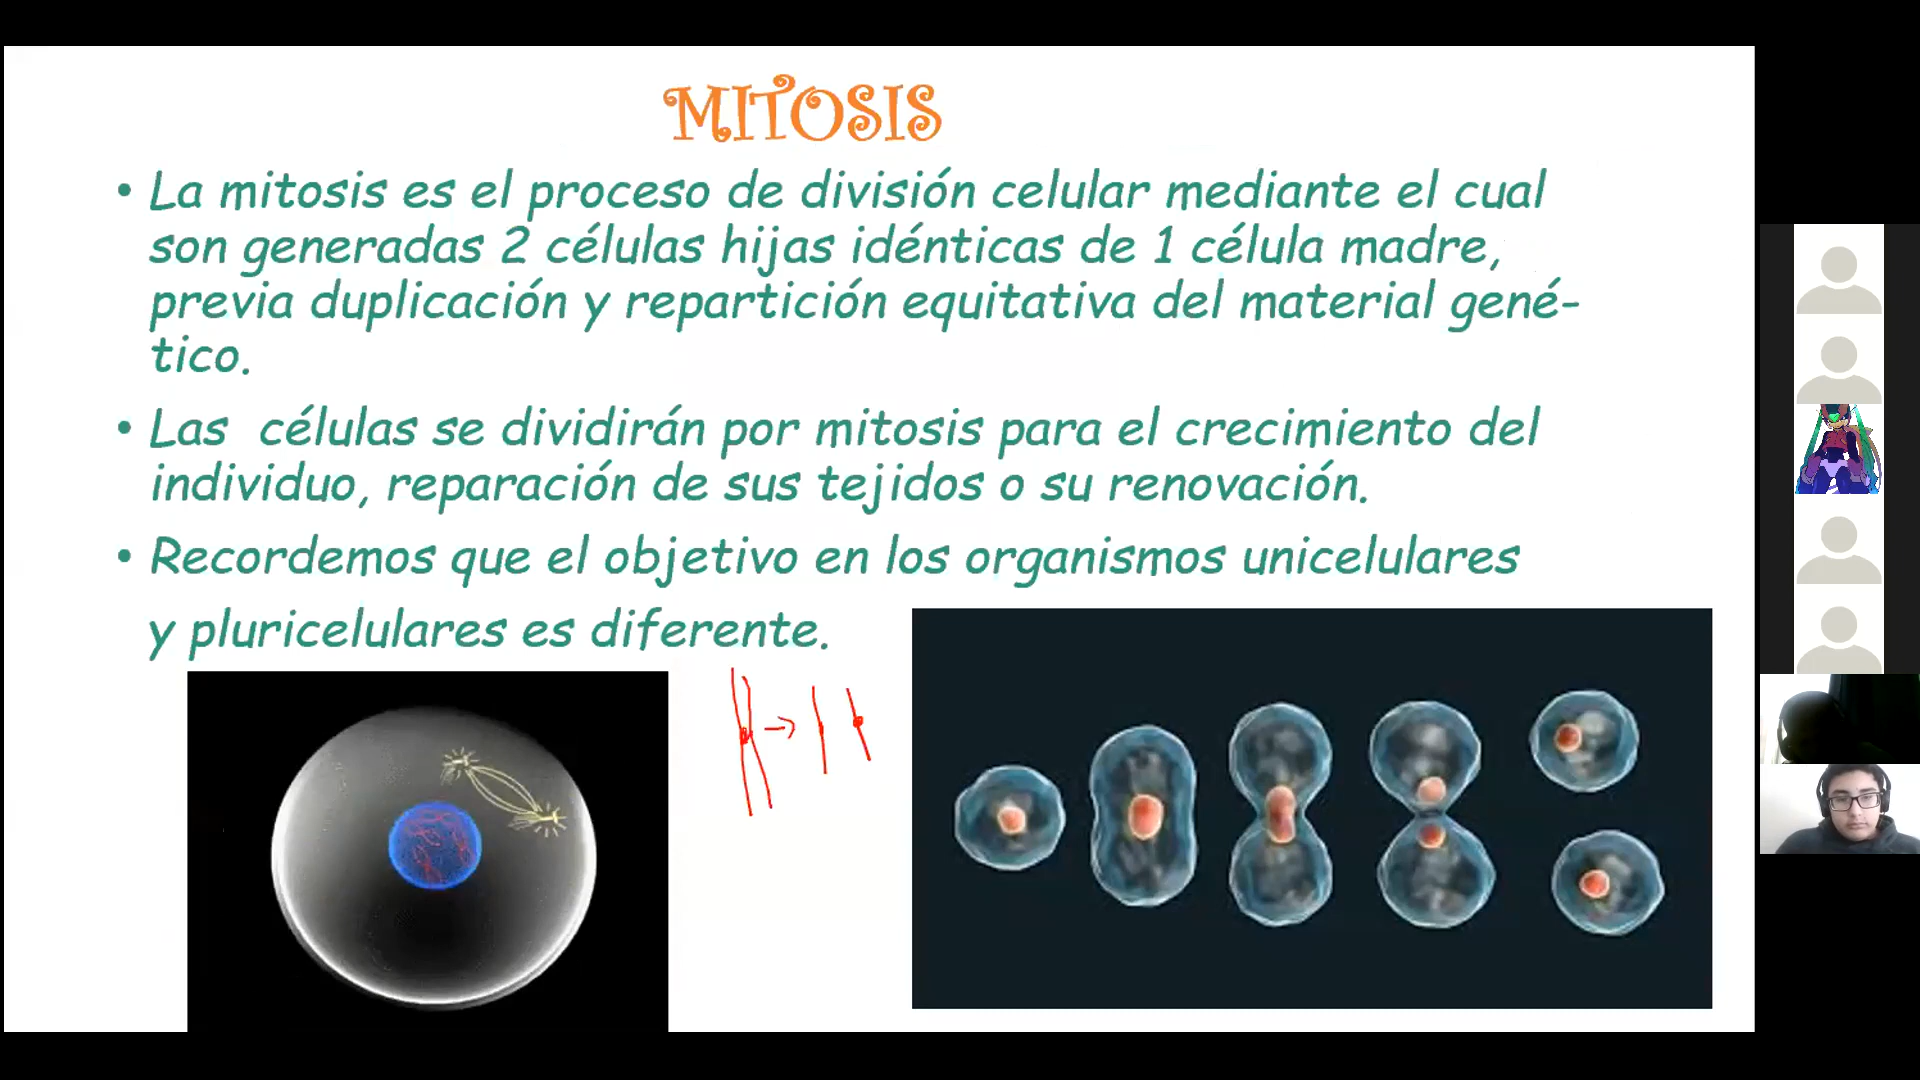 MITOSIS
• La mitosis es el proceso de división celular mediante el cual
son generadas 2 células hijas idénticas de 1 célula madre,
previa duplicación y repartición equitativa del material gené-
tico.
• Las células se dividirán por mitosis para el crecimiento del
individuo, reparación de sus tejidos o su renovación.
• Recordemos que el objetivo en los organismos unicelulares
y pluricelulares es diferente.